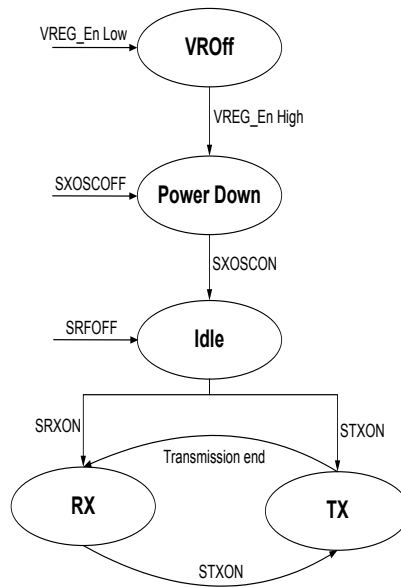 VREG_En Low
VROff
VREG_En High
SXOSCOFF
Power Down
SXOSCON
SRFOFF
Idle
SRXON
STXON
Transmission end
RX
TX
STXON